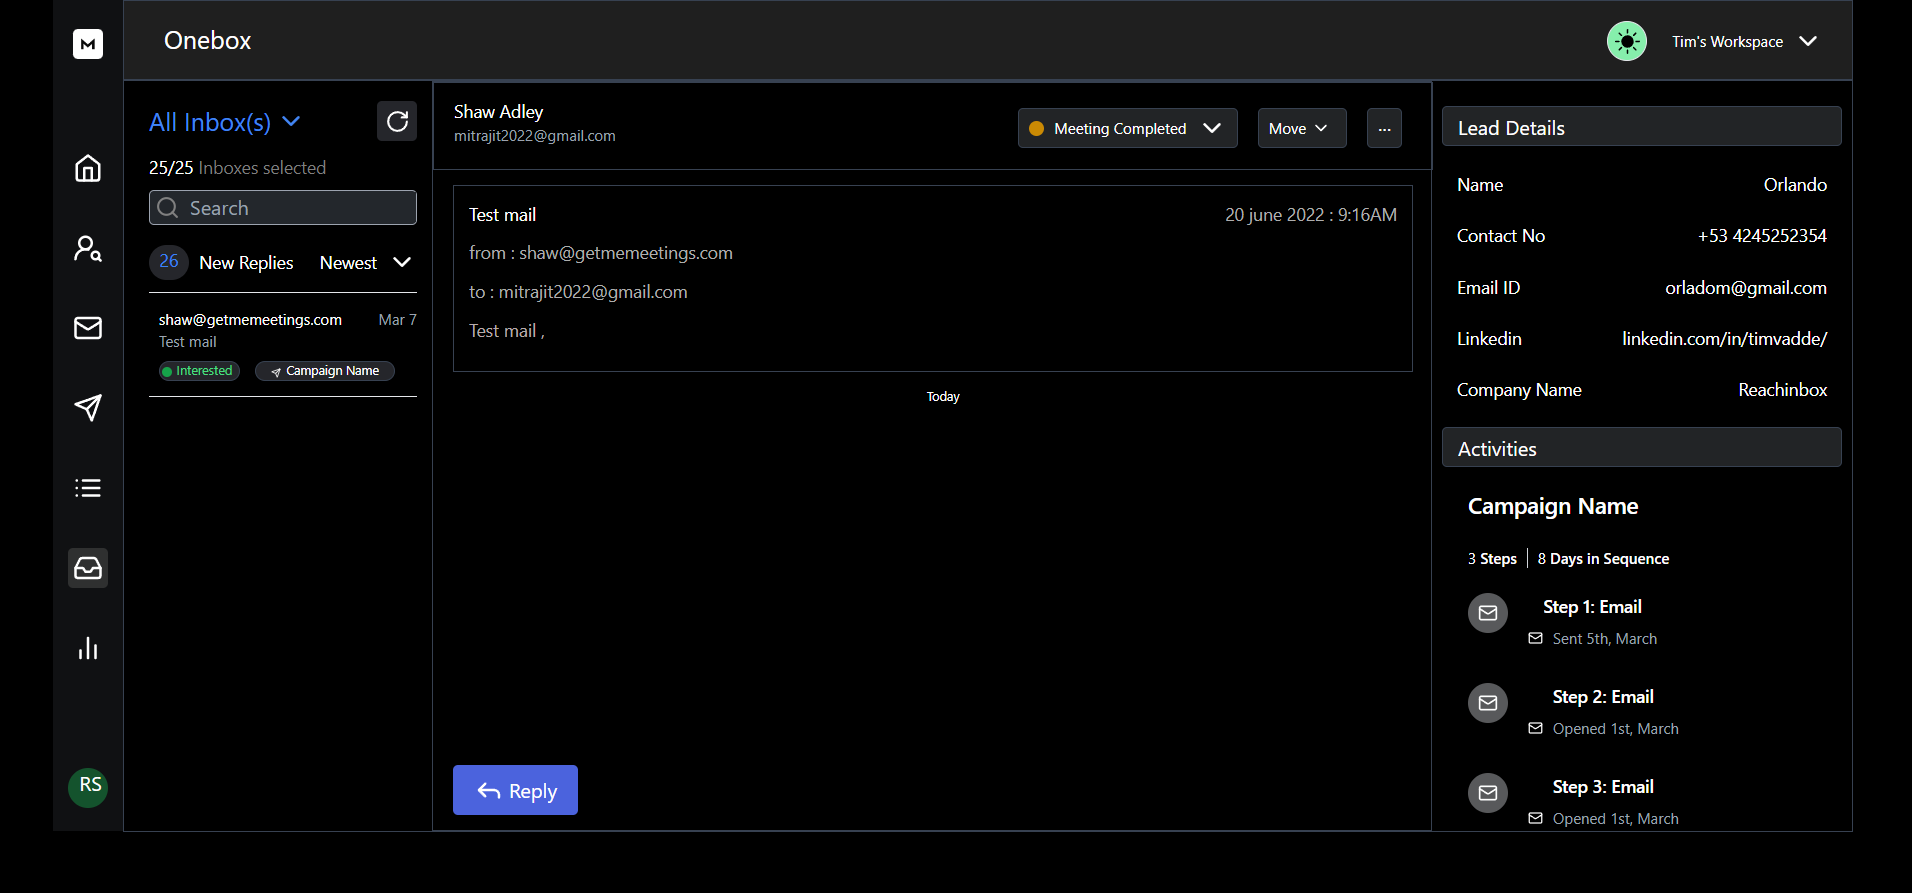 M
Onebox
Tim's Workspace
All Inbox(s)
25/25 Inboxes selected
Search
26 New Replies Newest
shaw@getmemeetings.com Mar 7
Test mail
Interested Campaign Name
RS
Shaw Adley
mitrajit2022@gmail.com
Meeting Completed Move ...
Test mail 20 june 2022 : 9:16AM
from : shaw@getmemeetings.com
to : mitrajit2022@gmail.com
Test mail ,
Today
Reply
Lead Details
Name Orlando
Contact No +53 4245252354
Email ID orladom@gmail.com
Linkedin linkedin.com/in/timvadde/
Company Name Reachinbox
Activities
Campaign Name
3 Steps 8 Days in Sequence
Step 1: Email
Sent 5th, March
Step 2: Email
Opened 1st, March
Step 3: Email
Opened 1st, March